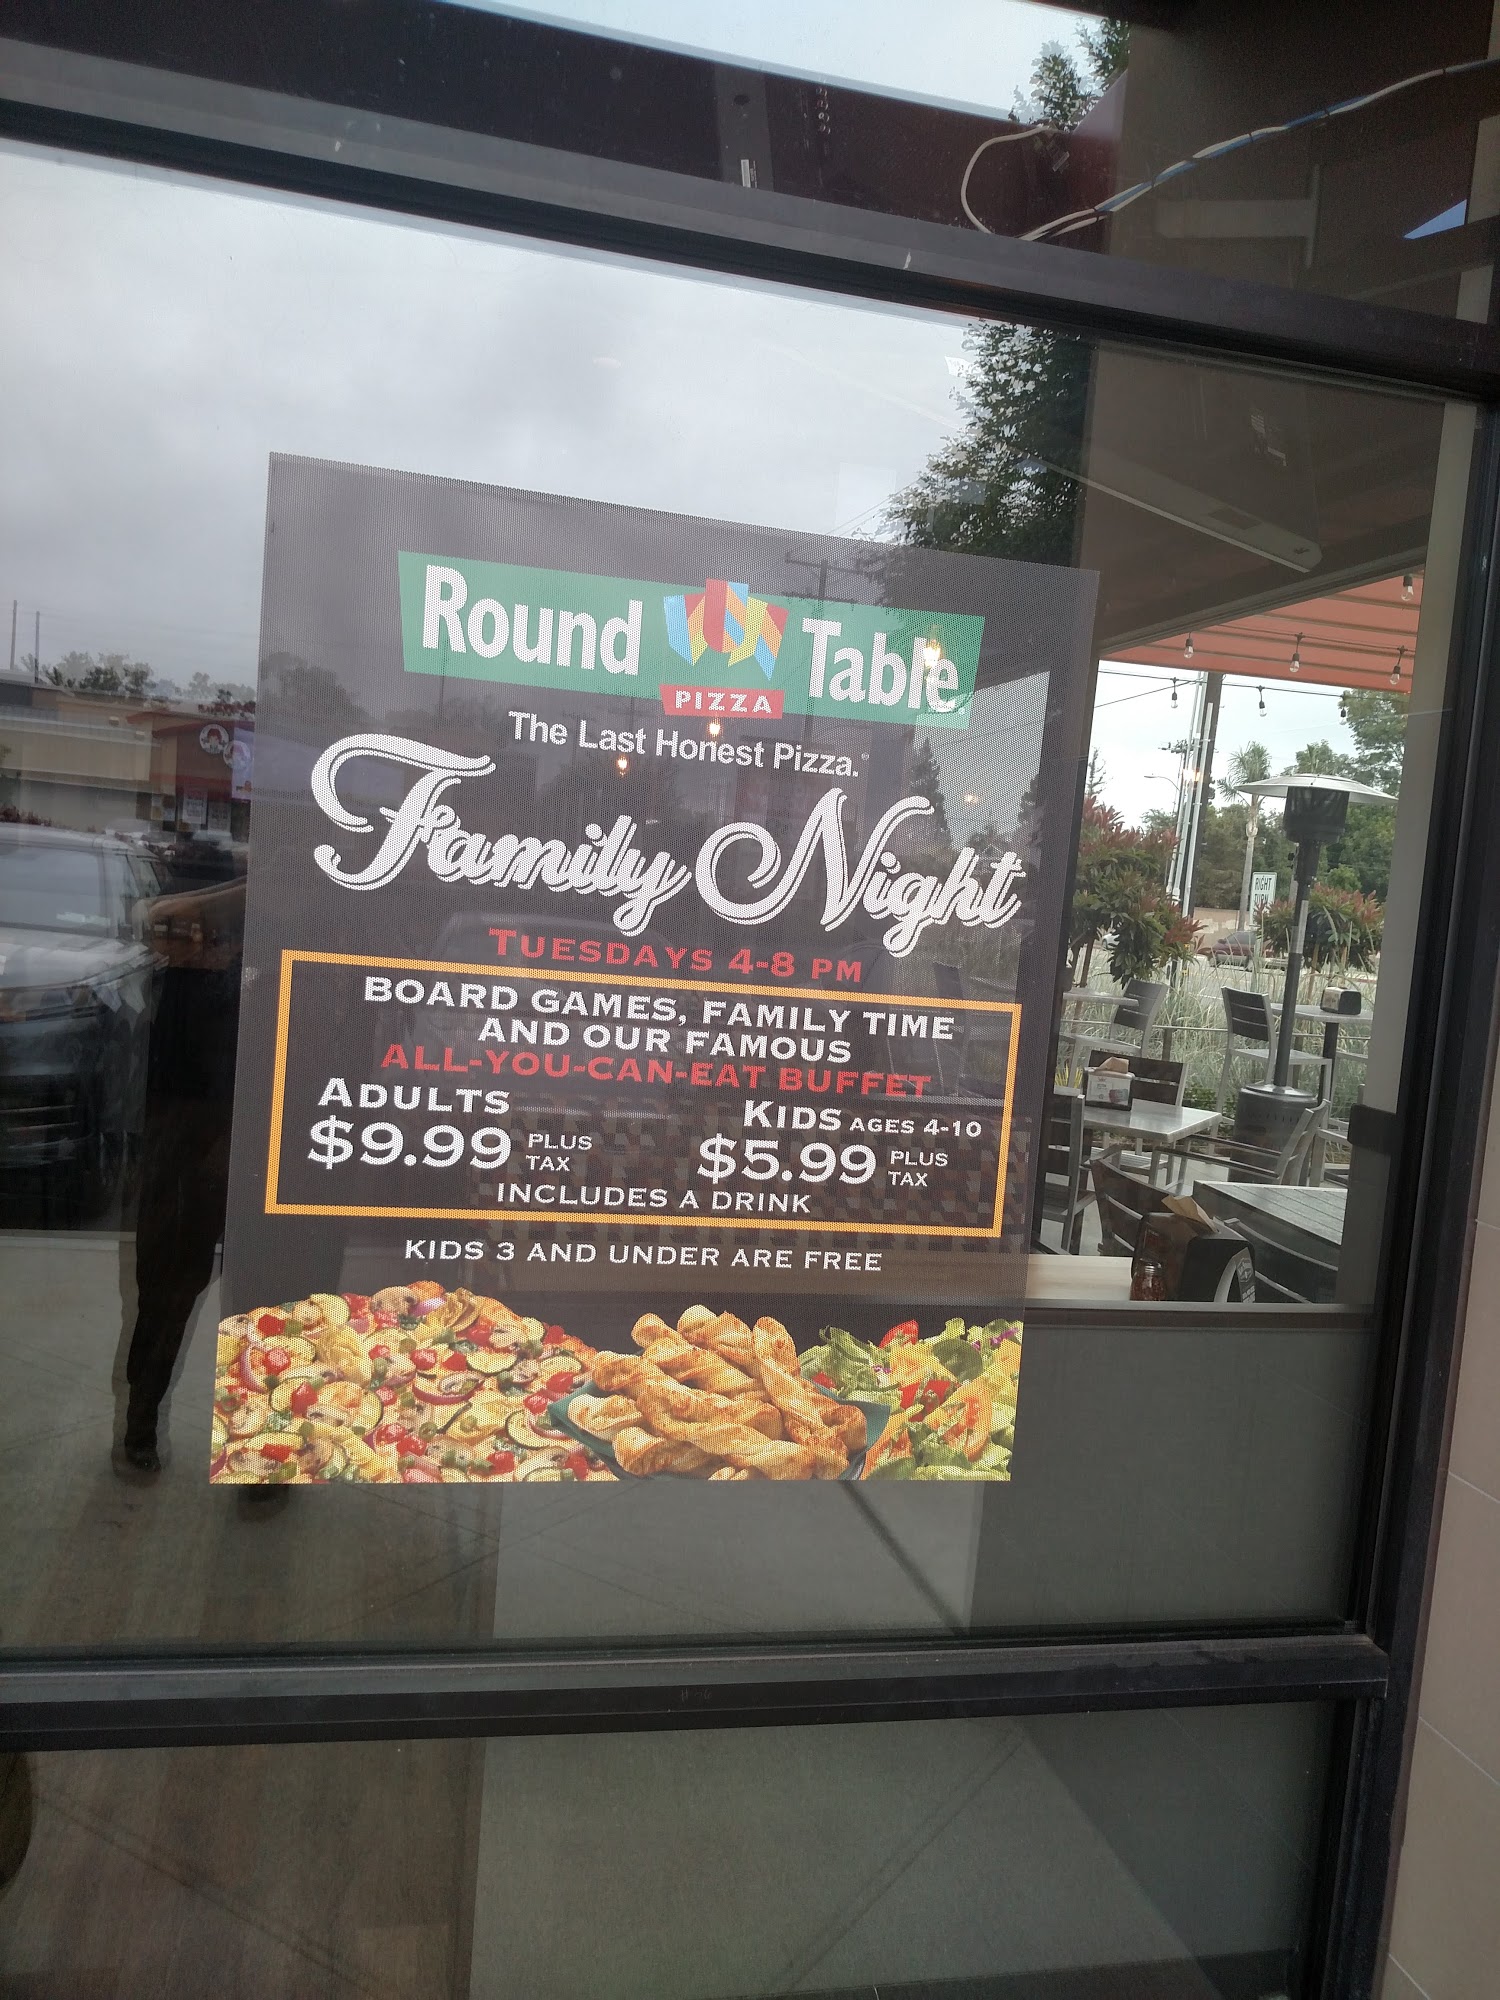 Round Table
PIZZA
The Last Honest Pizza.®
Family Night
TUESDAYS 4-8 PM
BOARD GAMES, FAMILY TIME
AND OUR FAMOUS
ALL-YOU-CAN-EAT BUFFET
ADULTS
$9.99 PLUS TAX
KIDS AGES 4-10
$5.99 PLUS TAX
INCLUDES A DRINK
KIDS 3 AND UNDER ARE FREE
RIGHT